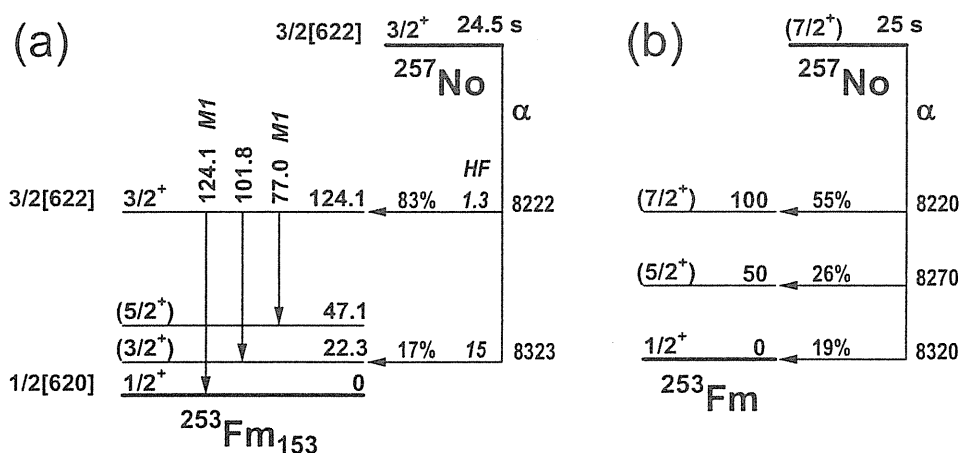 (a)
3/2[622] 3/2⁺ 24.5 s
²⁵⁷No
α
124.1 M1
101.8
77.0 M1
HF
3/2[622] 3/2⁺ 124.1 83% 1.3 8222
(5/2⁺) 47.1
(3/2⁺) 22.3 17% 15 8323
1/2[620] 1/2⁺ 0
²⁵³Fm₁₅₃
(b)
(7/2⁺) 25 s
²⁵⁷No
α
(7/2⁺) 100 55% 8220
(5/2⁺) 50 26% 8270
1/2⁺ 0 19% 8320
²⁵³Fm